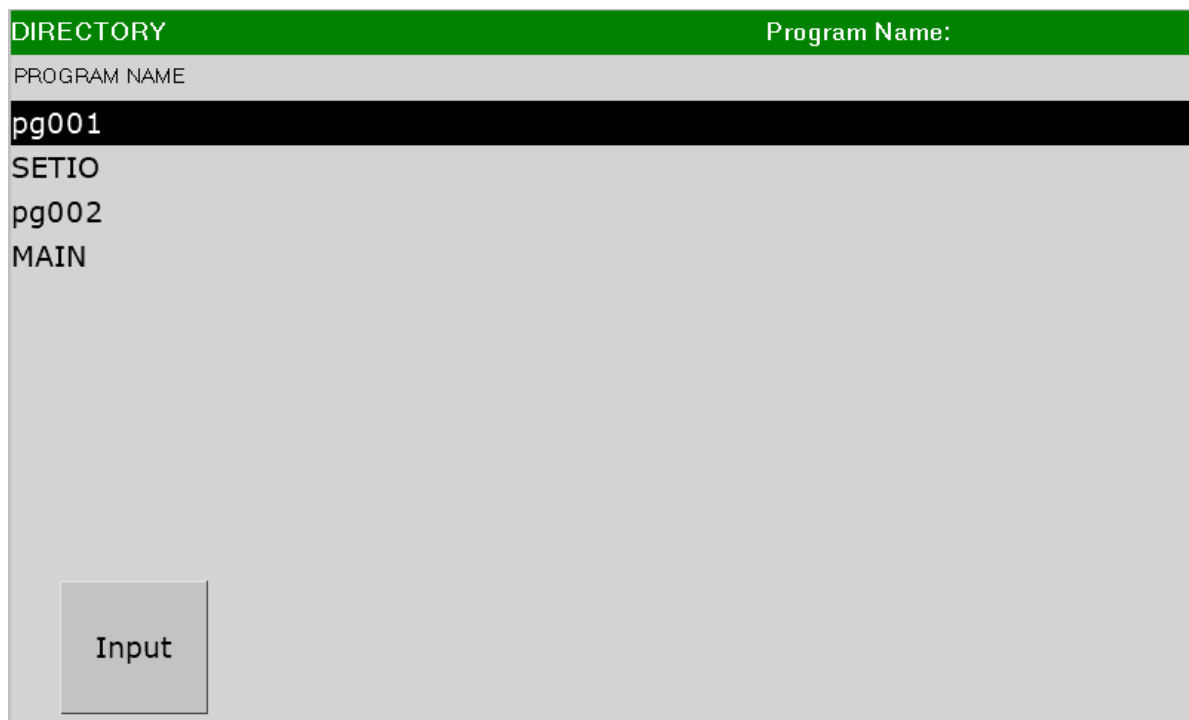 DIRECTORY Program Name:
PROGRAM NAME
pg001
SETIO
pg002
MAIN
Input